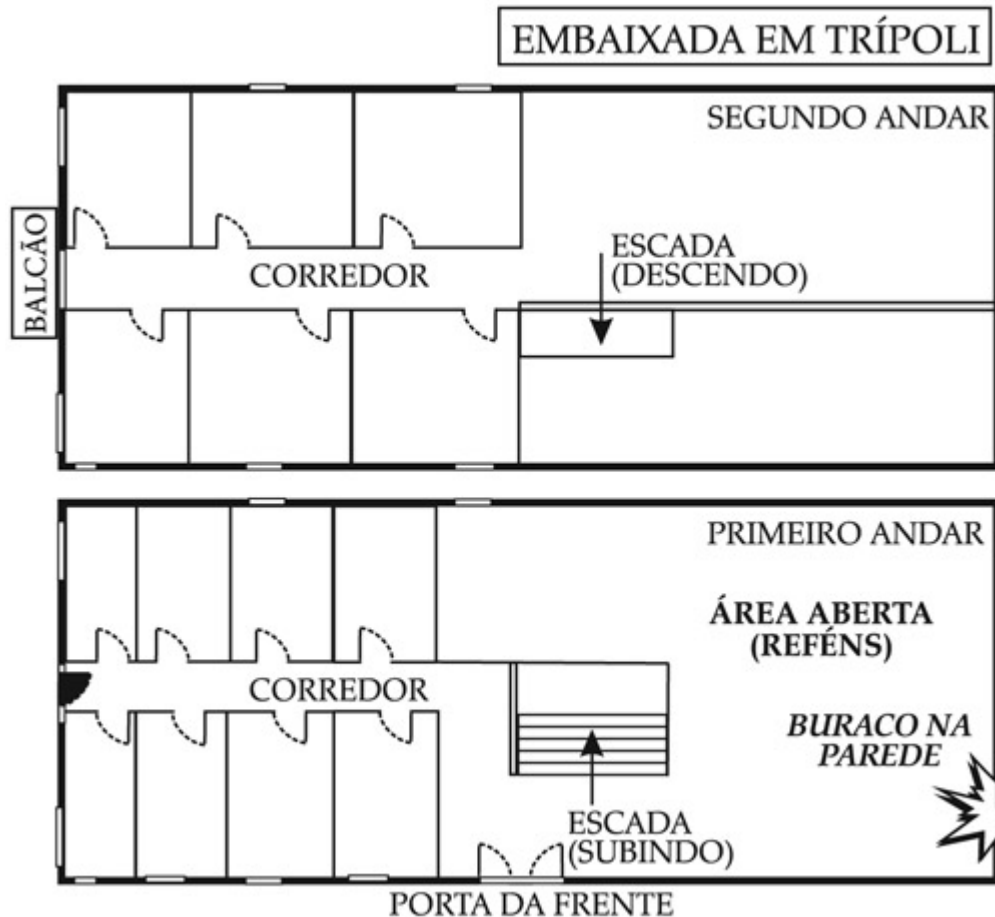 EMBAIXADA EM TRÍPOLI
SEGUNDO ANDAR
BALCÃO
ESCADA
(DESCENDO)
CORREDOR
PRIMEIRO ANDAR
ÁREA ABERTA
(REFÉNS)
CORREDOR
BURACO NA
PAREDE
ESCADA
(SUBINDO)
PORTA DA FRENTE